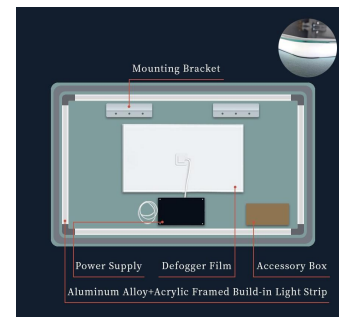 Mounting Bracket
Power Supply Defogger Film Accessory Box
Aluminum Alloy+Acrylic Framed Build-in Light Strip